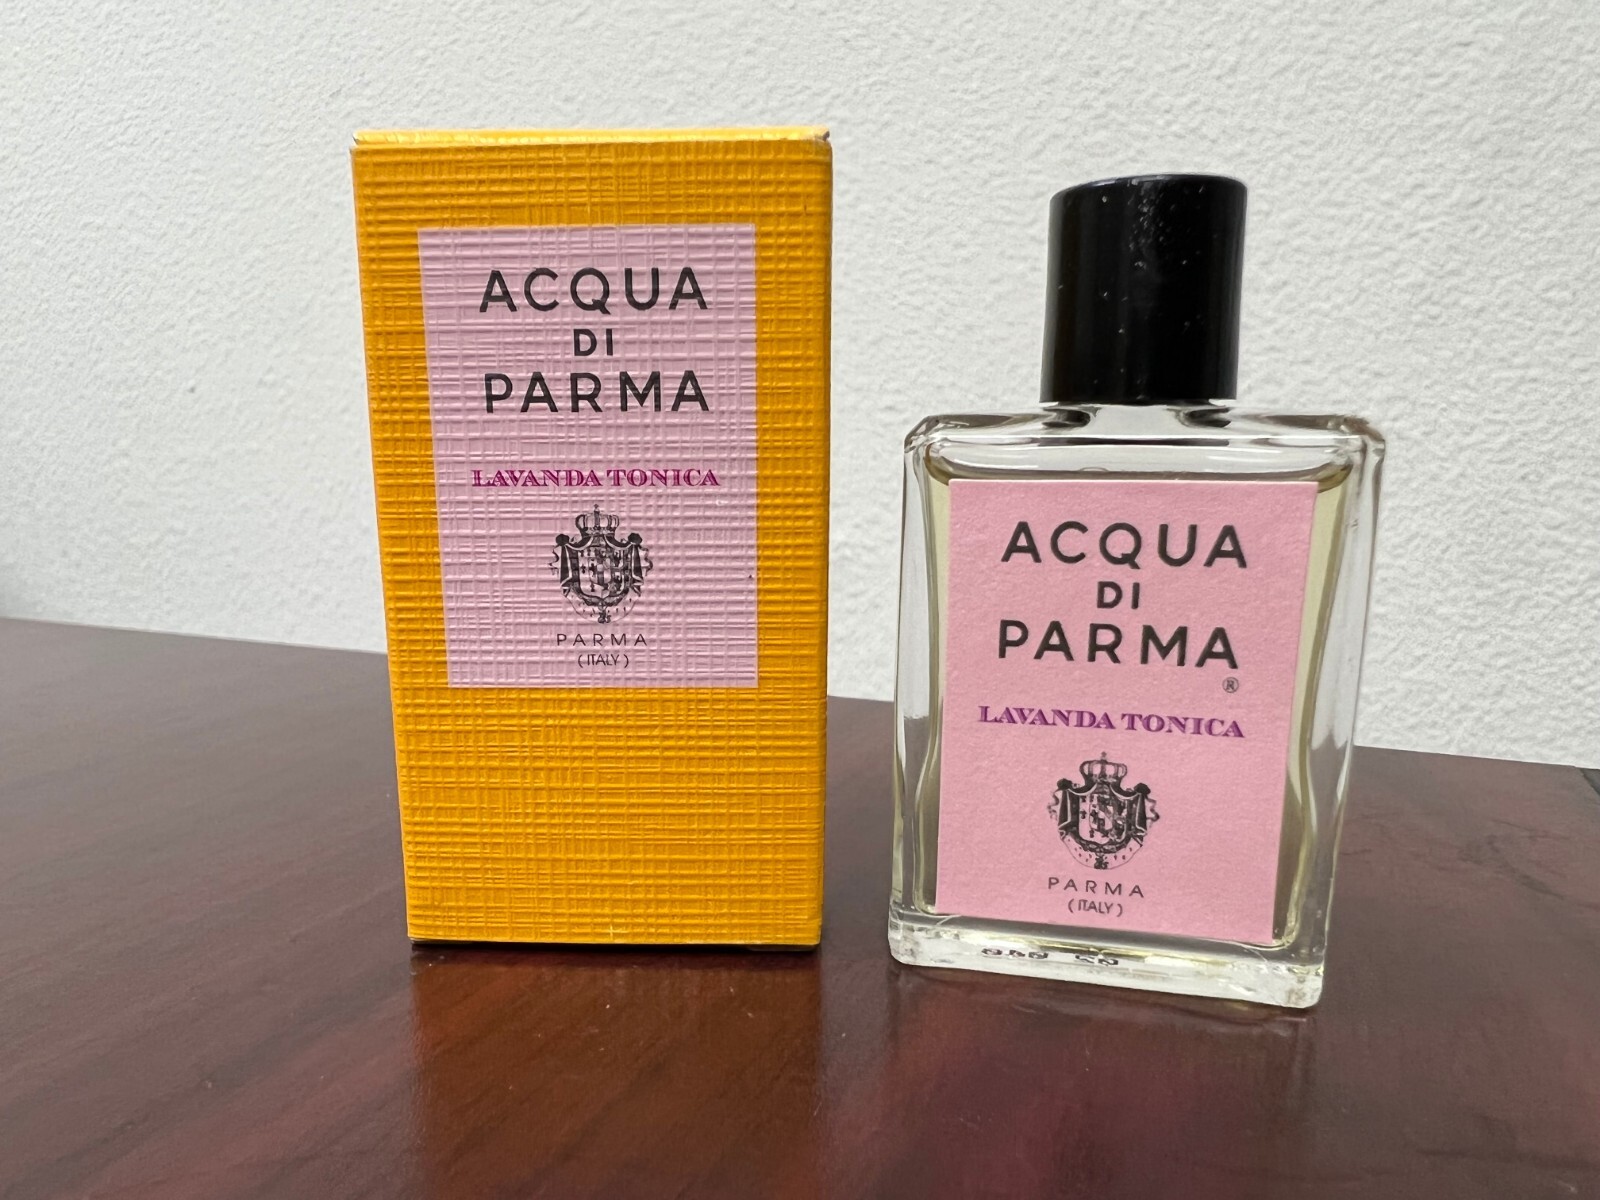 ACQUA
DI
PARMA
LAVANDA TONICA
PARMA
(ITALY)
ACQUA
DI
PARMA
®
LAVANDA TONICA
PARMA
(ITALY)